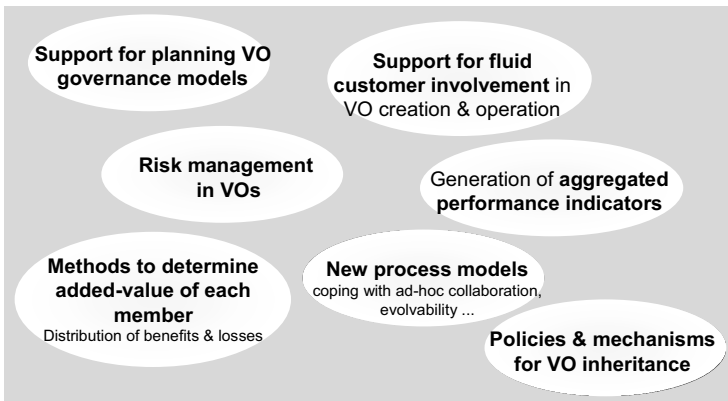 Support for planning VO
governance models
Support for fluid
customer involvement in
VO creation & operation
Risk management
in VOs
Generation of aggregated
performance indicators
Methods to determine
added-value of each
member
Distribution of benefits & losses
New process models
coping with ad-hoc collaboration,
evolvability ...
Policies & mechanisms
for VO inheritance